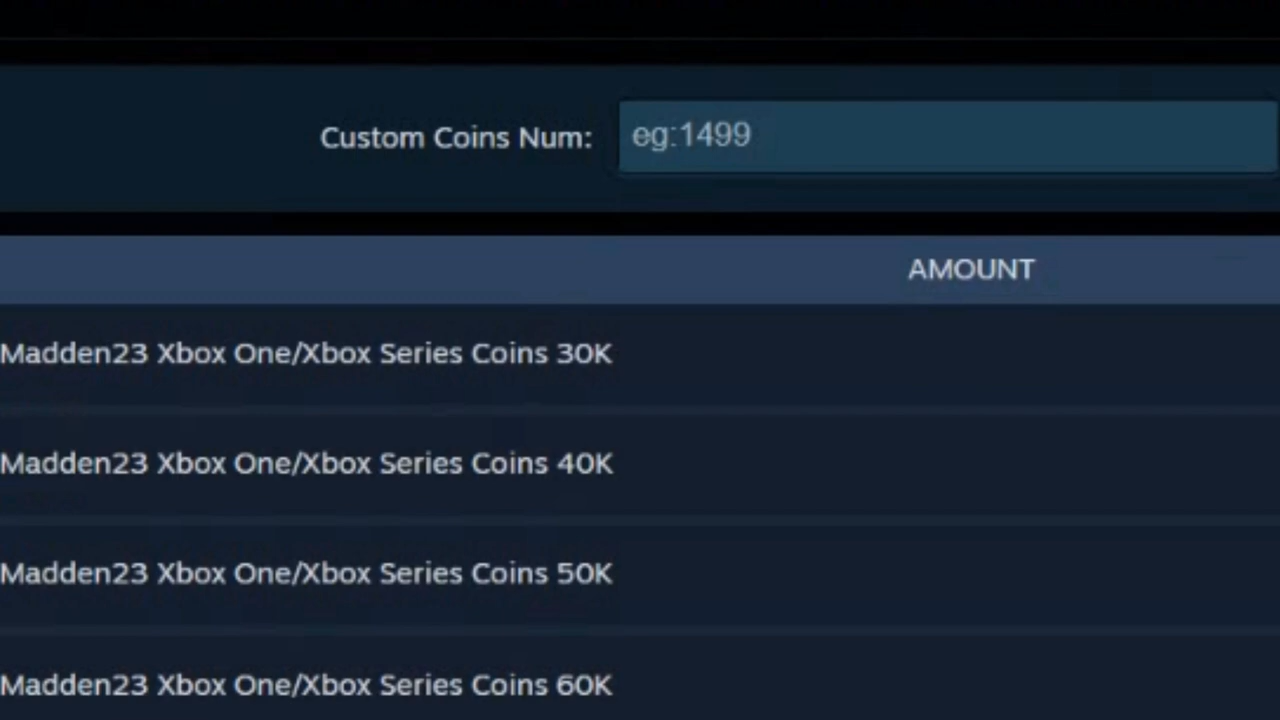 Custom Coins Num: eg:1499
AMOUNT
Madden23 Xbox One/Xbox Series Coins 30K
Madden23 Xbox One/Xbox Series Coins 40K
Madden23 Xbox One/Xbox Series Coins 50K
Madden23 Xbox One/Xbox Series Coins 60K